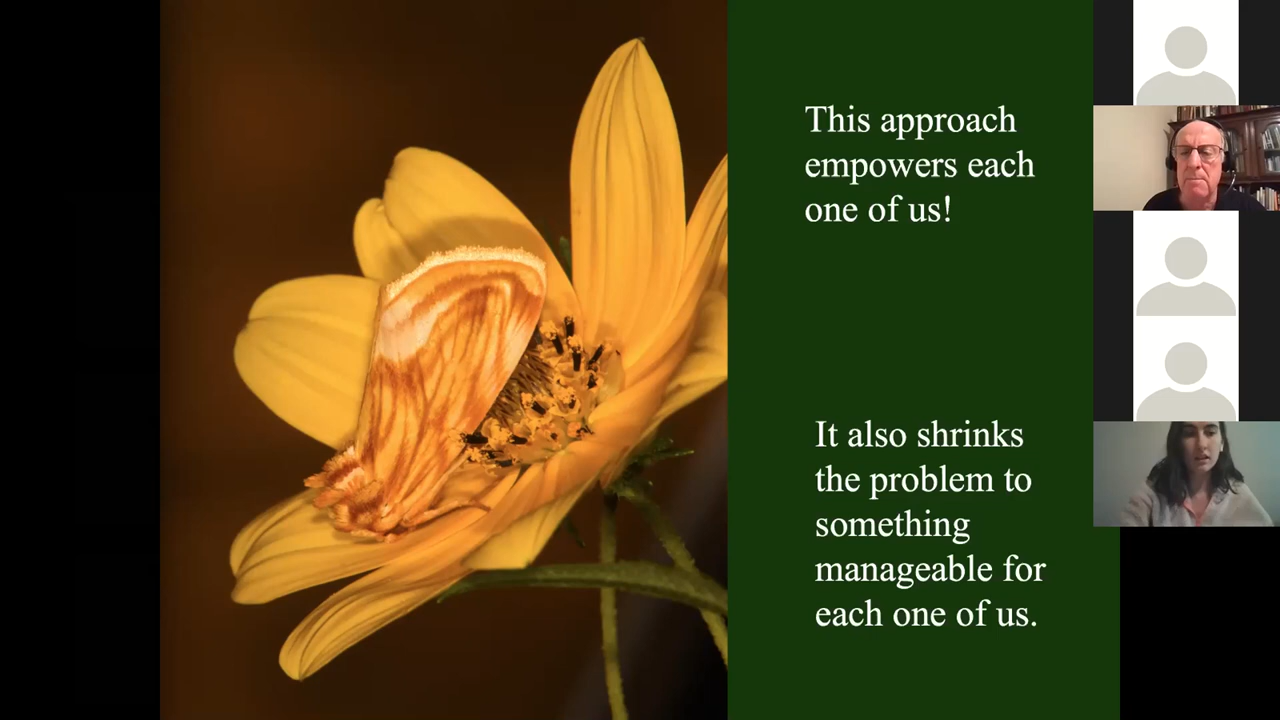 This approach
empowers each
one of us!
It also shrinks
the problem to
something
manageable for
each one of us.